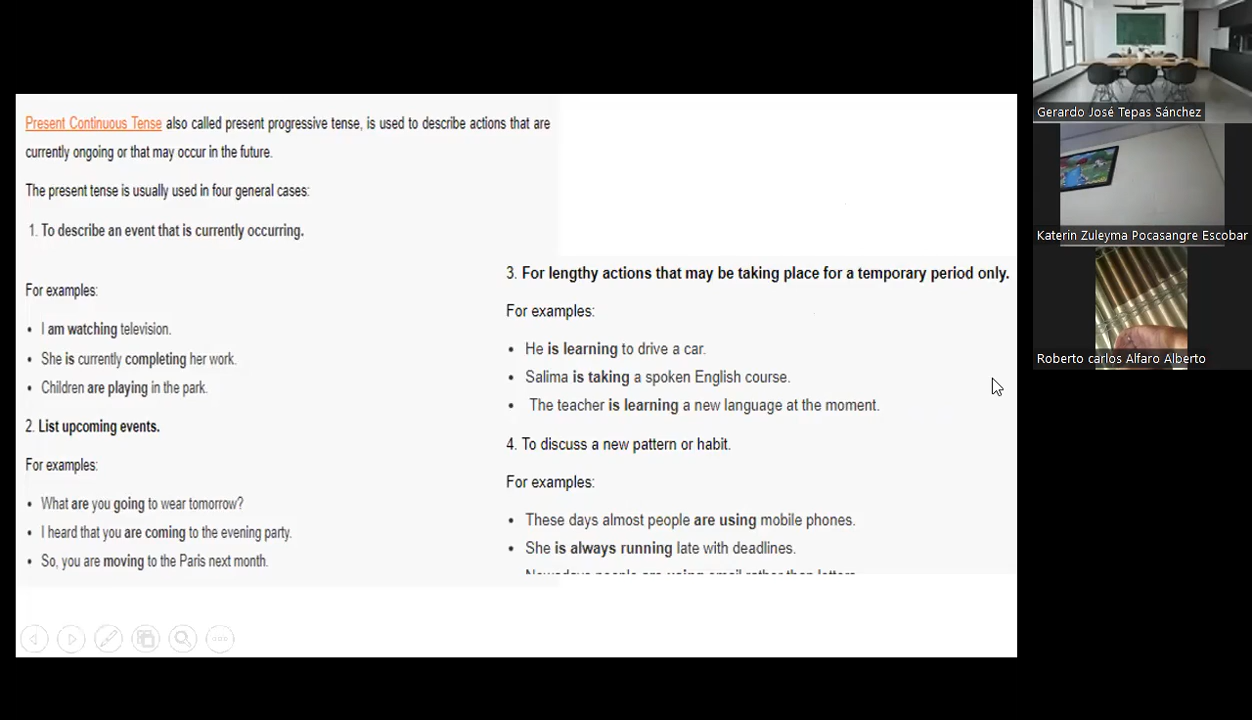 Present Continuous Tense also called present progressive tense, is used to describe actions that are
currently ongoing or that may occur in the future.
The present tense is usually used in four general cases:
1. To describe an event that is currently occurring.
For examples:
• I am watching television.
• She is currently completing her work.
• Children are playing in the park.
2. List upcoming events.
For examples:
• What are you going to wear tomorrow?
• I heard that you are coming to the evening party.
• So, you are moving to the Paris next month.
3. For lengthy actions that may be taking place for a temporary period only.
For examples:
• He is learning to drive a car.
• Salima is taking a spoken English course.
• The teacher is learning a new language at the moment.
4. To discuss a new pattern or habit.
For examples:
• These days almost people are using mobile phones.
• She is always running late with deadlines.
Nowadays people are using email rather than letters
Gerardo José Tepas Sánchez
Katerin Zuleyma Pocasangre Escobar
Roberto carlos Alfaro Alberto